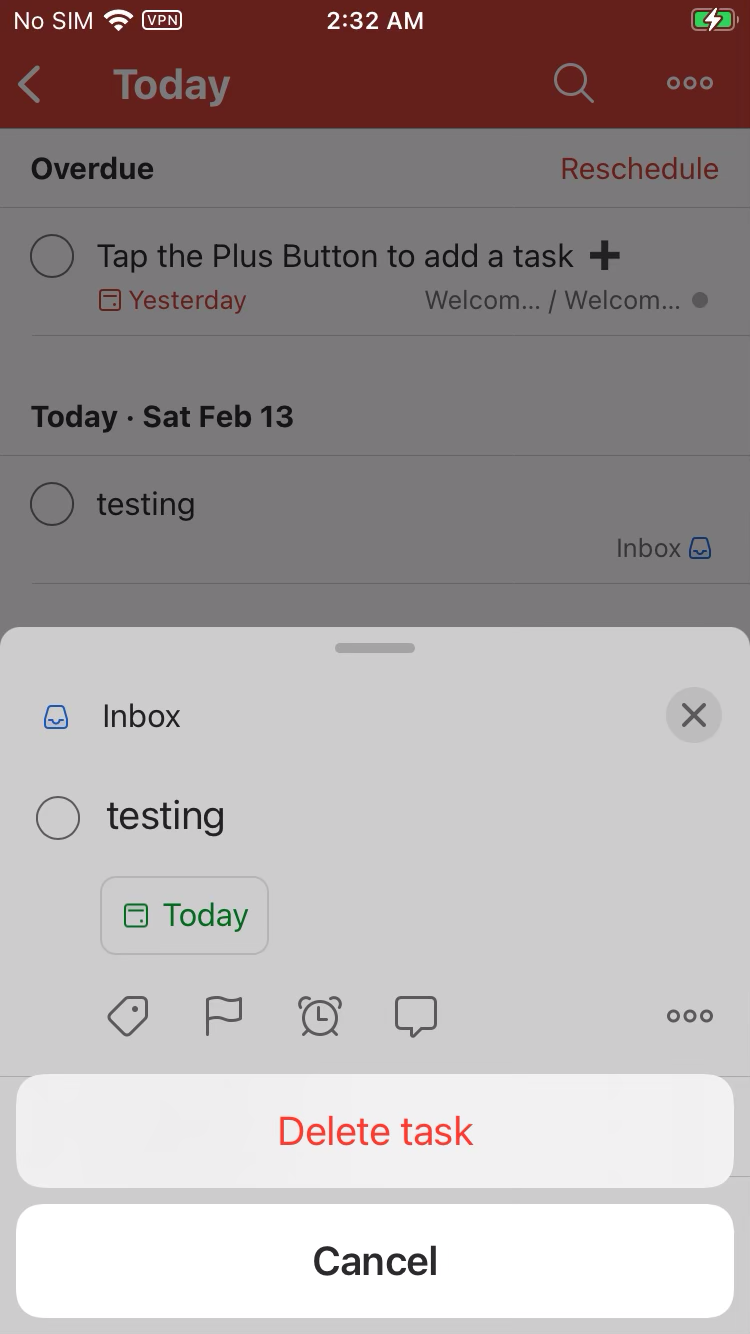 No SIM VPN 2:32 AM
Today
Overdue Reschedule
Tap the Plus Button to add a task ➕
Yesterday Welcom... / Welcom...
Today · Sat Feb 13
testing
Inbox
Inbox
testing
Today
Delete task
Cancel